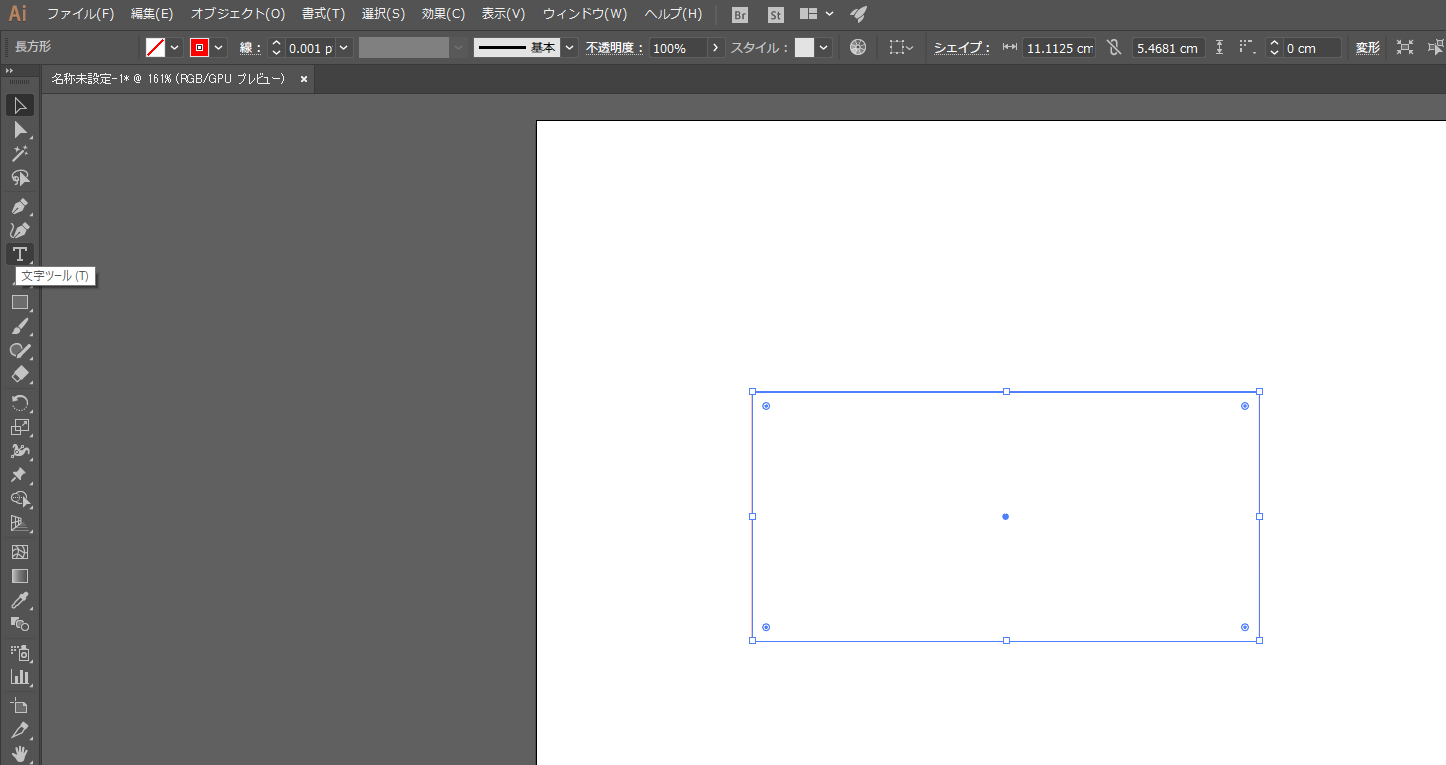 Ai ファイル(F) 編集(E) オブジェクト(O) 書式(T) 選択(S) 効果(C) 表示(V) ウィンドウ(W) ヘルプ(H) Br St
長方形 線： 0.001 p 基本 不透明度： 100% スタイル： シェイプ： 11.1125 cm 5.4681 cm 0 cm 変形
名称未設定-1* @ 161% (RGB/GPU プレビュー) ×
T
文字ツール (T)